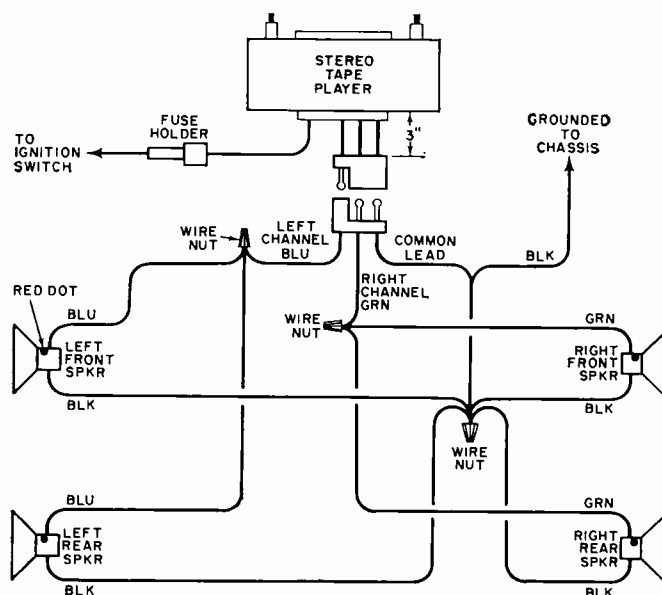 STEREO
TAPE
PLAYER
FUSE
HOLDER
TO
IGNITION
SWITCH
3"
GROUNDED
TO
CHASSIS
WIRE
NUT
LEFT
CHANNEL
BLU
COMMON
LEAD
BLK
RIGHT
CHANNEL
GRN
RED DOT
BLU
WIRE
NUT
GRN
LEFT
FRONT
SPKR
RIGHT
FRONT
SPKR
BLK
BLK
WIRE
NUT
BLU
GRN
LEFT
REAR
SPKR
RIGHT
REAR
SPKR
BLK
BLK